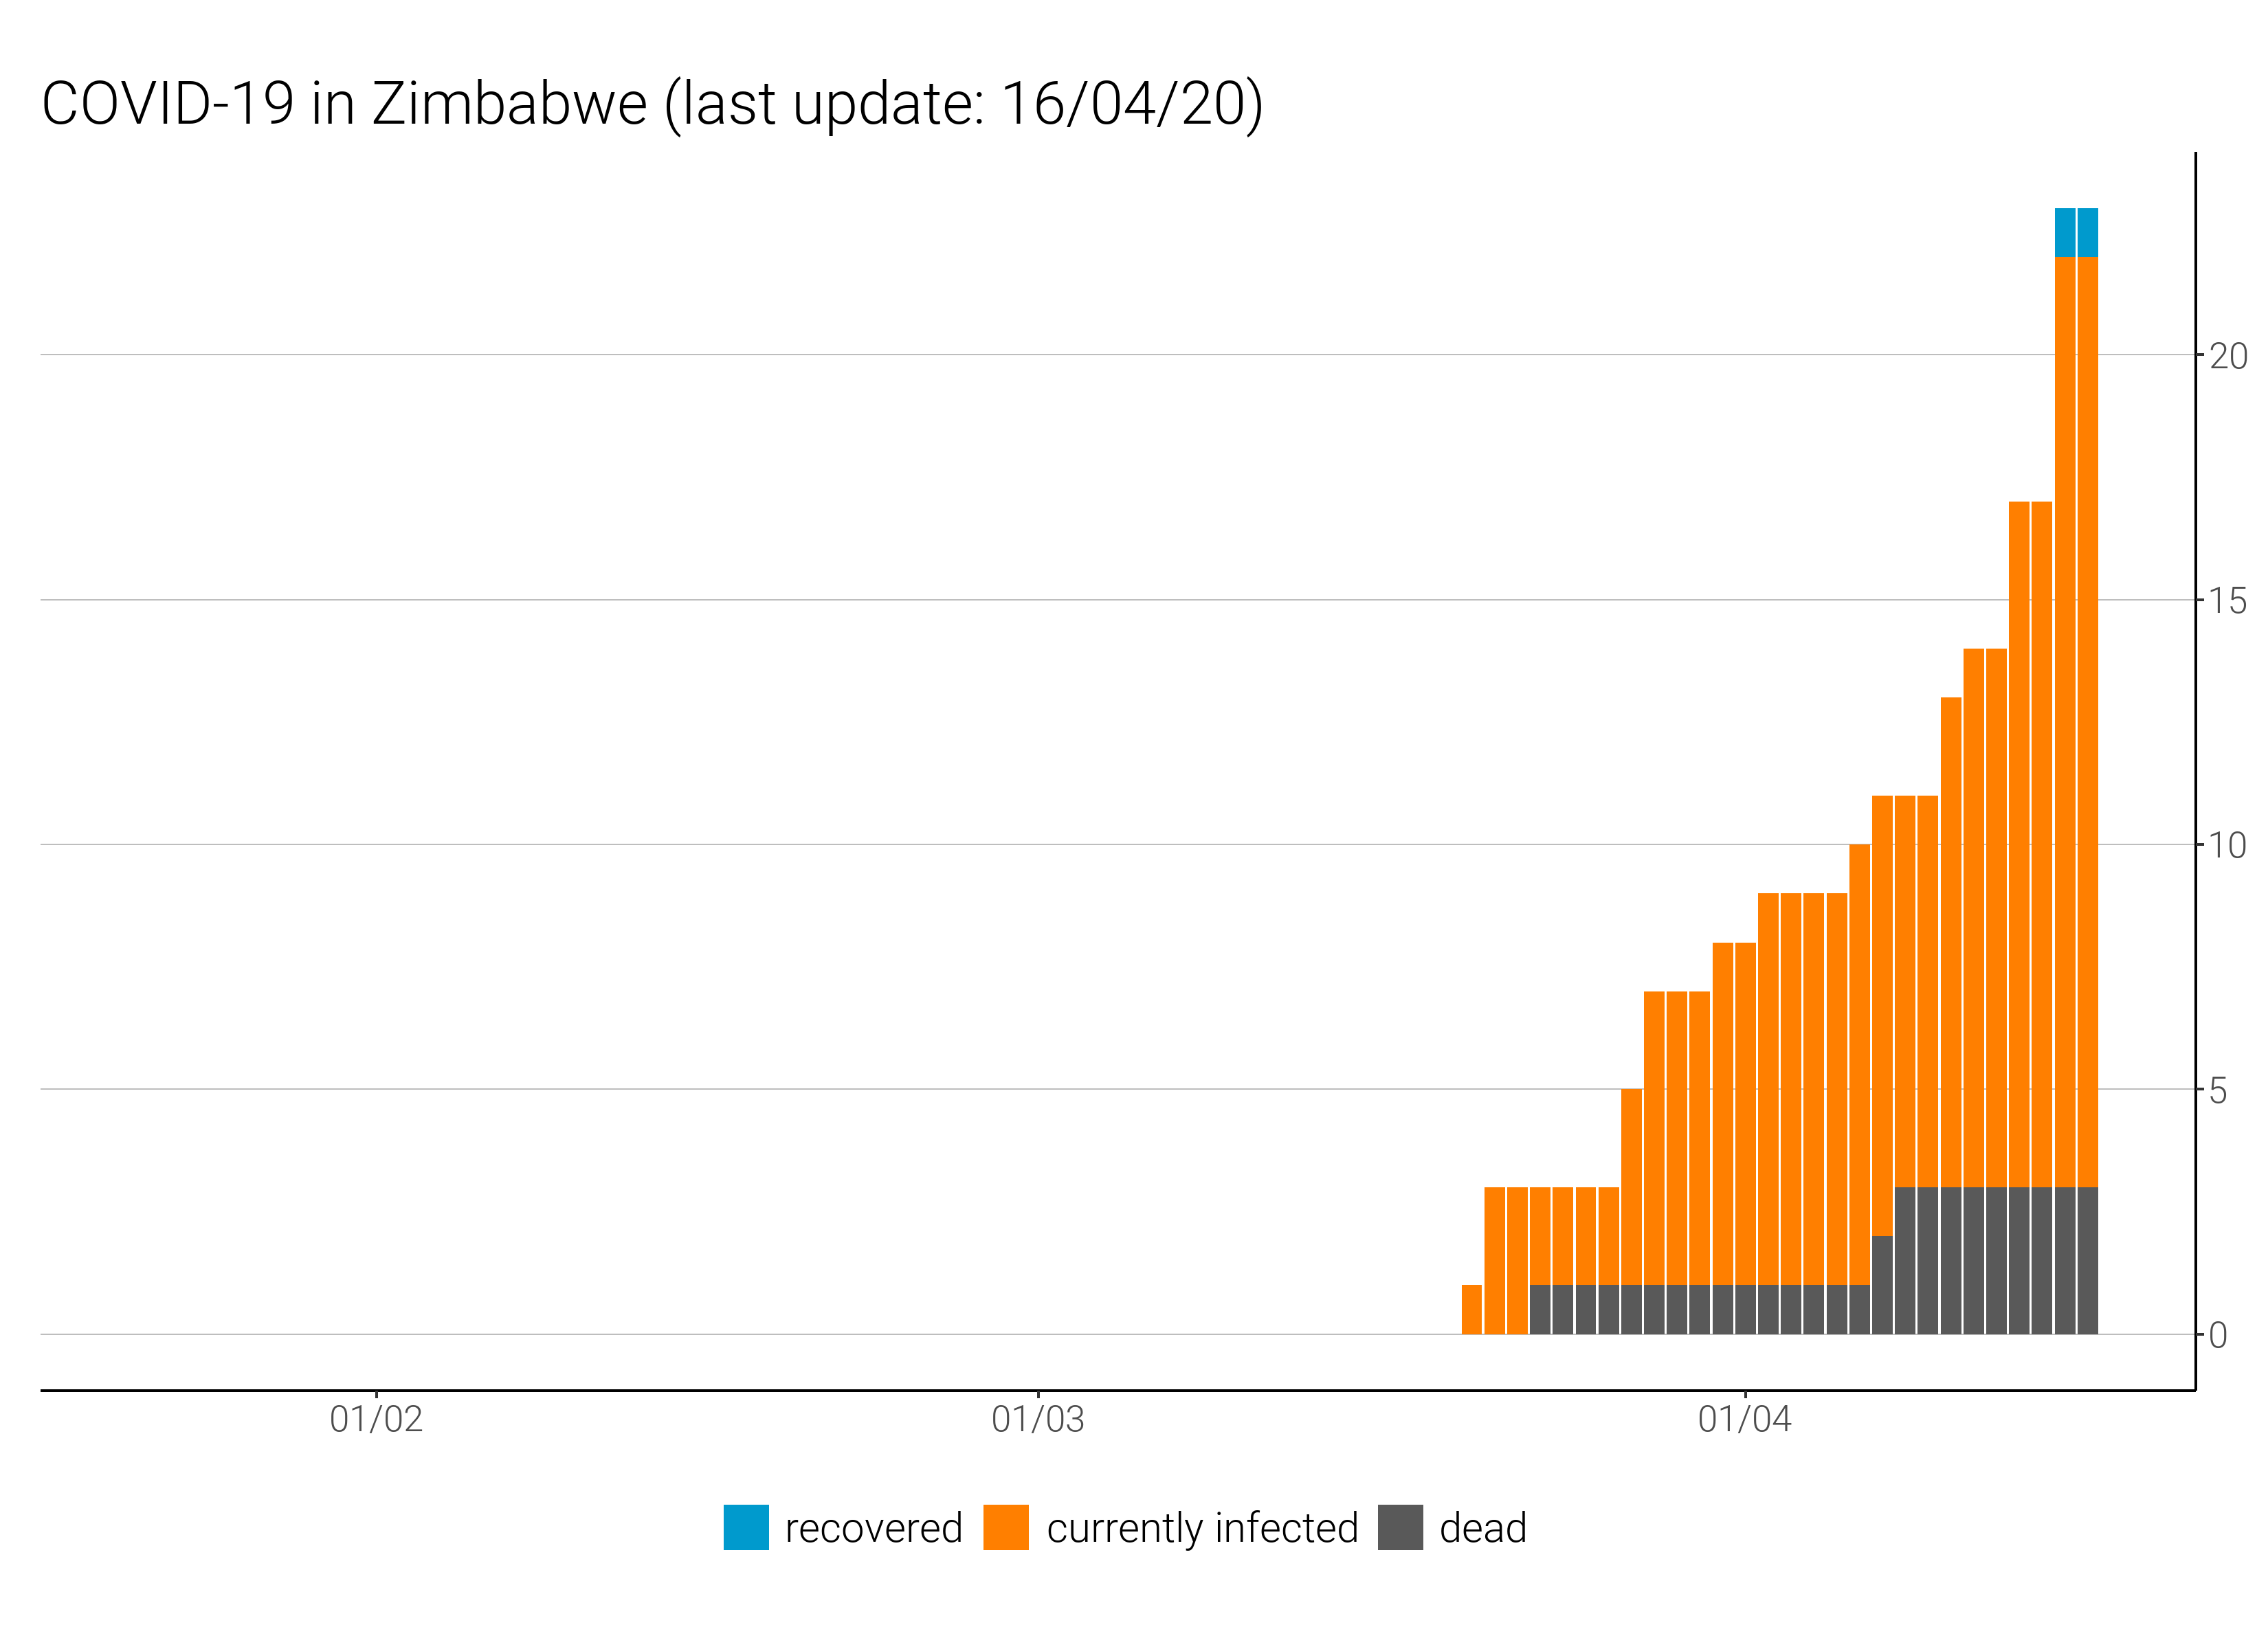 COVID-19 in Zimbabwe (last update: 16/04/20)
20
15
10
5
0
01/02 01/03 01/04
recovered currently infected dead